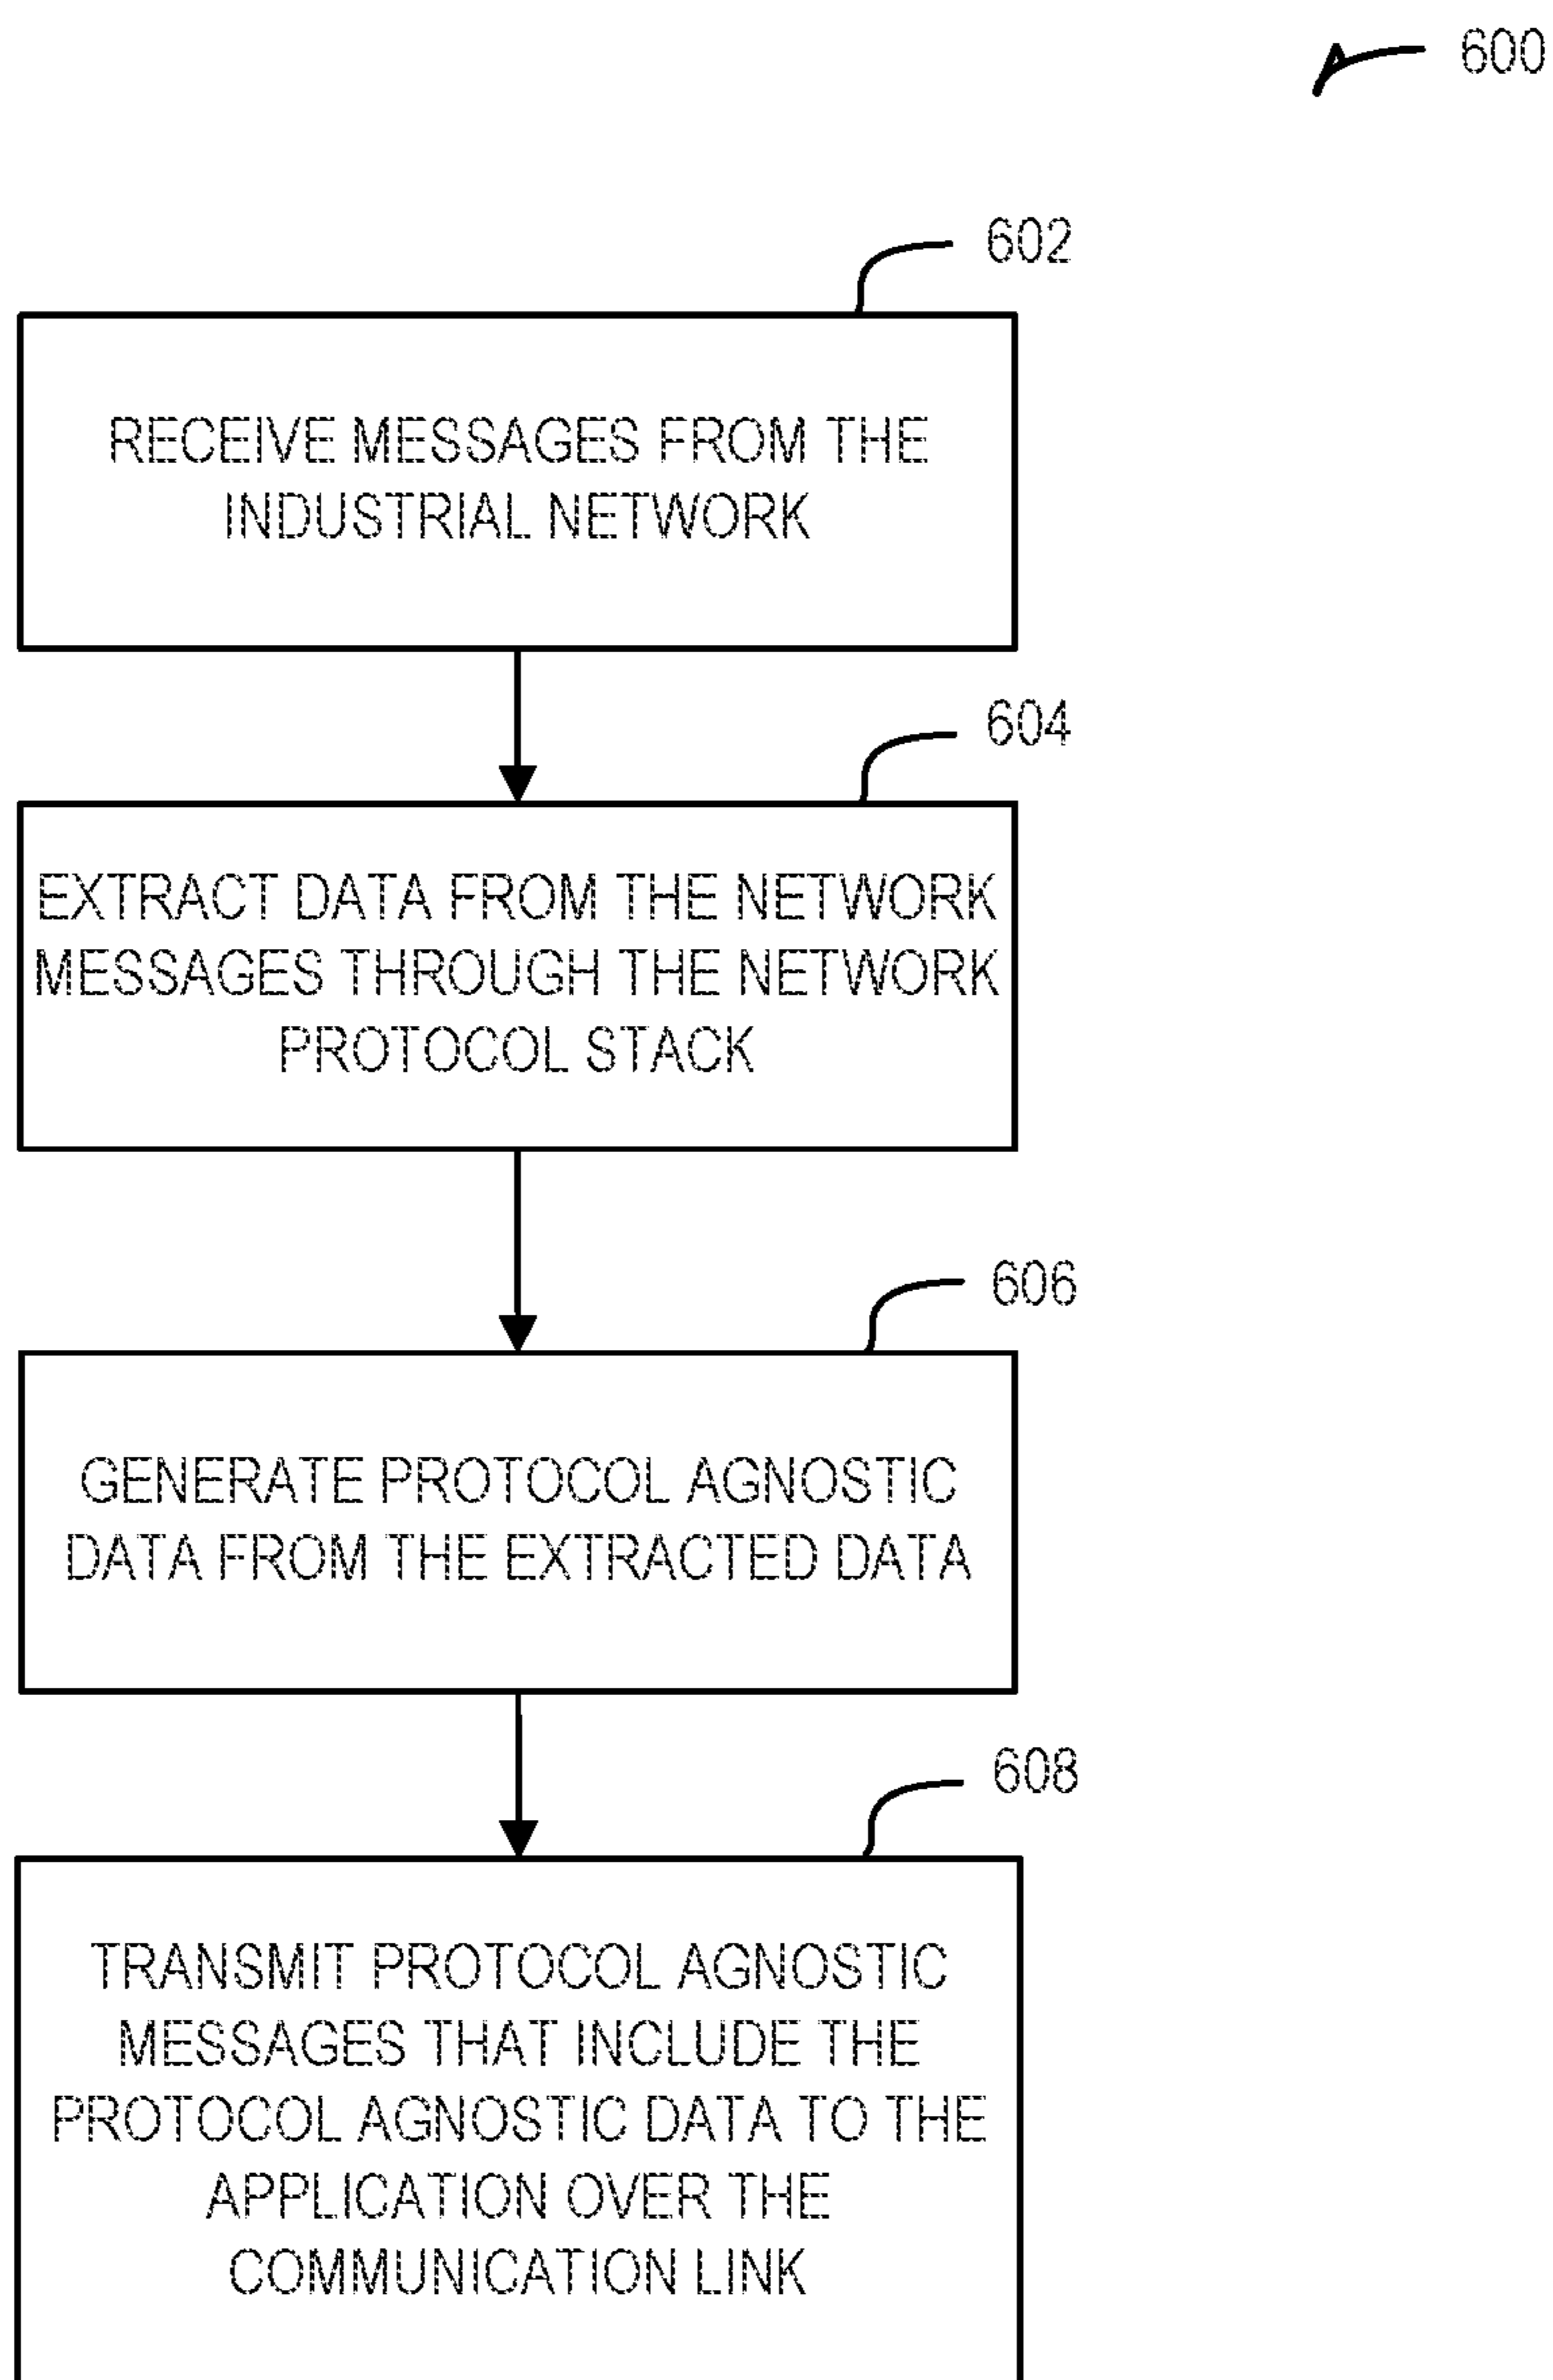 600
602
RECEIVE MESSAGES FROM THE
INDUSTRIAL NETWORK
604
EXTRACT DATA FROM THE NETWORK
MESSAGES THROUGH THE NETWORK
PROTOCOL STACK
606
GENERATE PROTOCOL AGNOSTIC
DATA FROM THE EXTRACTED DATA
608
TRANSMIT PROTOCOL AGNOSTIC
MESSAGES THAT INCLUDE THE
PROTOCOL AGNOSTIC DATA TO THE
APPLICATION OVER THE
COMMUNICATION LINK